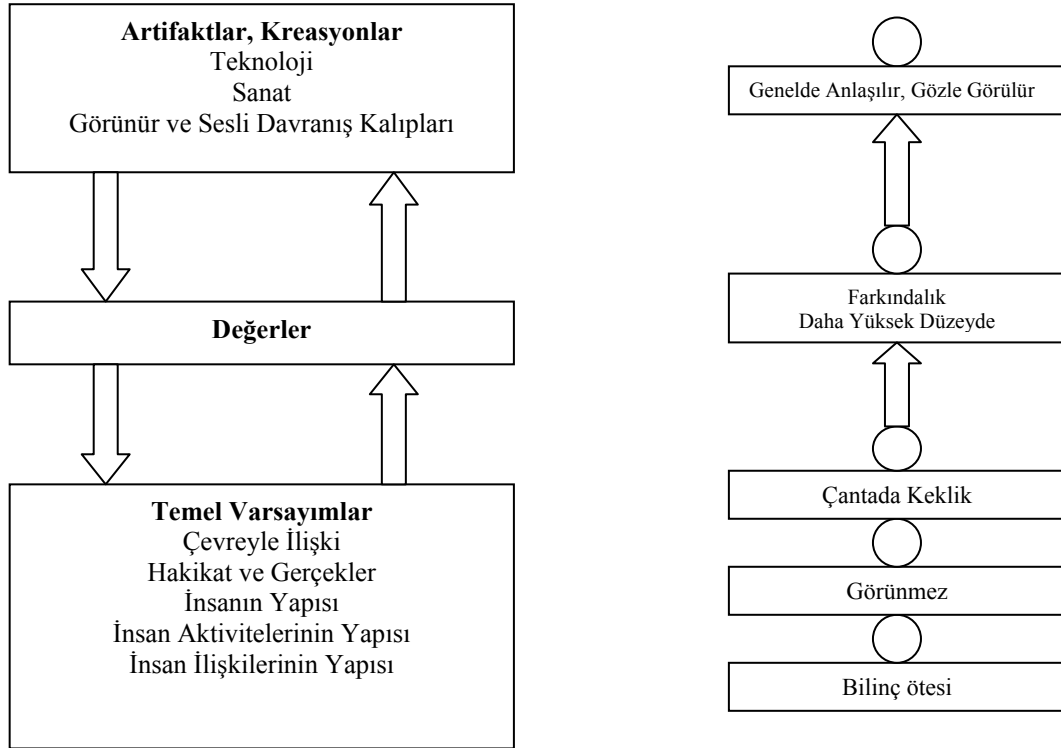 Artifaktlar, Kreasyonlar
Teknoloji
Sanat
Görünür ve Sesli Davranış Kalıpları
Değerler
Temel Varsayımlar
Çevreyle İlişki
Hakikat ve Gerçekler
İnsanın Yapısı
İnsan Aktivitelerinin Yapısı
İnsan İlişkilerinin Yapısı
Genelde Anlaşılır, Gözle Görülür
Farkındalık
Daha Yüksek Düzeyde
Çantada Keklik
Görünmez
Bilinç ötesi